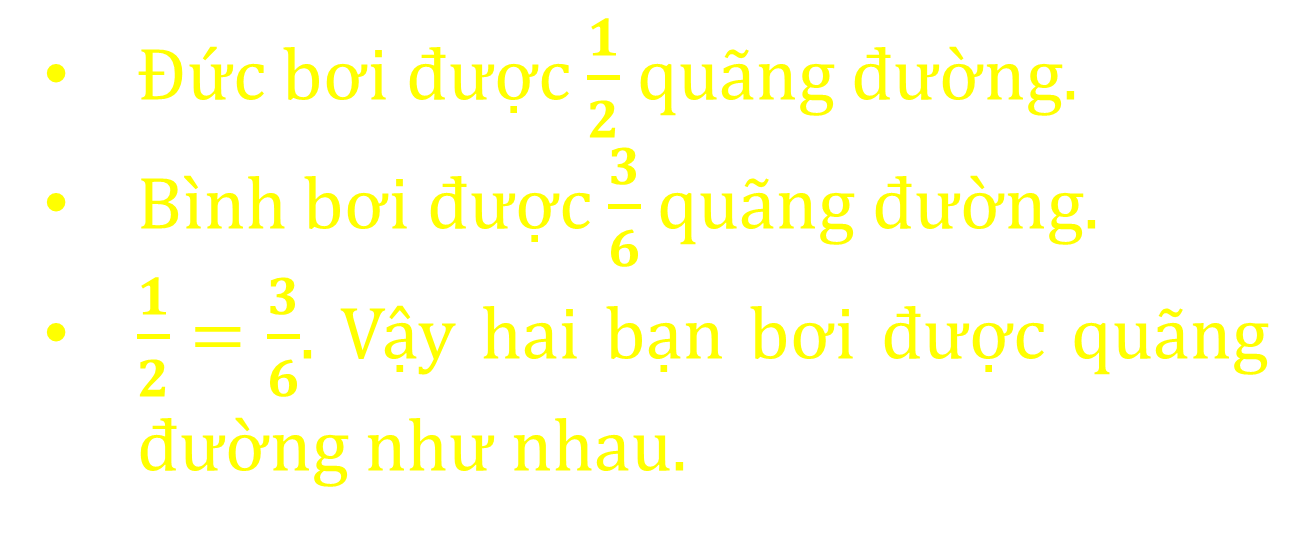 • Đức bơi được 1/2 quãng đường.
• Bình bơi được 3/6 quãng đường.
• 1/2 = 3/6. Vậy hai bạn bơi được quãng
đường như nhau.